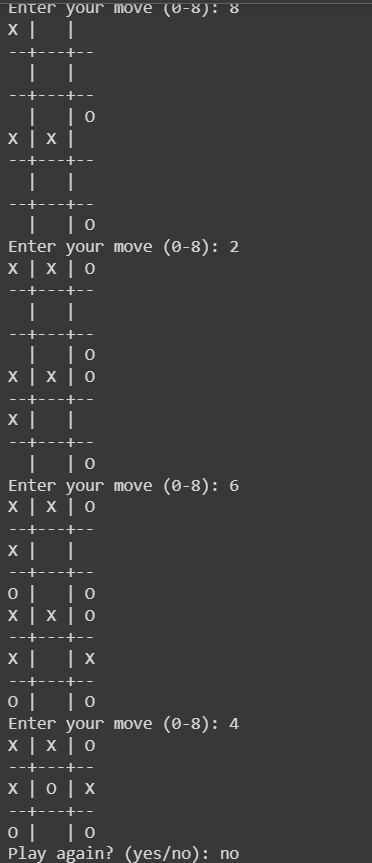 Enter your move (0-8): 8
X |   |
--+---+--
  |   |
--+---+--
  |   | O
X | X |
--+---+--
  |   |
--+---+--
  |   | O
Enter your move (0-8): 2
X | X | O
--+---+--
  |   |
--+---+--
  |   | O
X | X | O
--+---+--
X |   |
--+---+--
  |   | O
Enter your move (0-8): 6
X | X | O
--+---+--
X |   |
--+---+--
O |   | O
X | X | O
--+---+--
X |   | X
--+---+--
O |   | O
Enter your move (0-8): 4
X | X | O
--+---+--
X | O | X
--+---+--
O |   | O
Play again? (yes/no): no